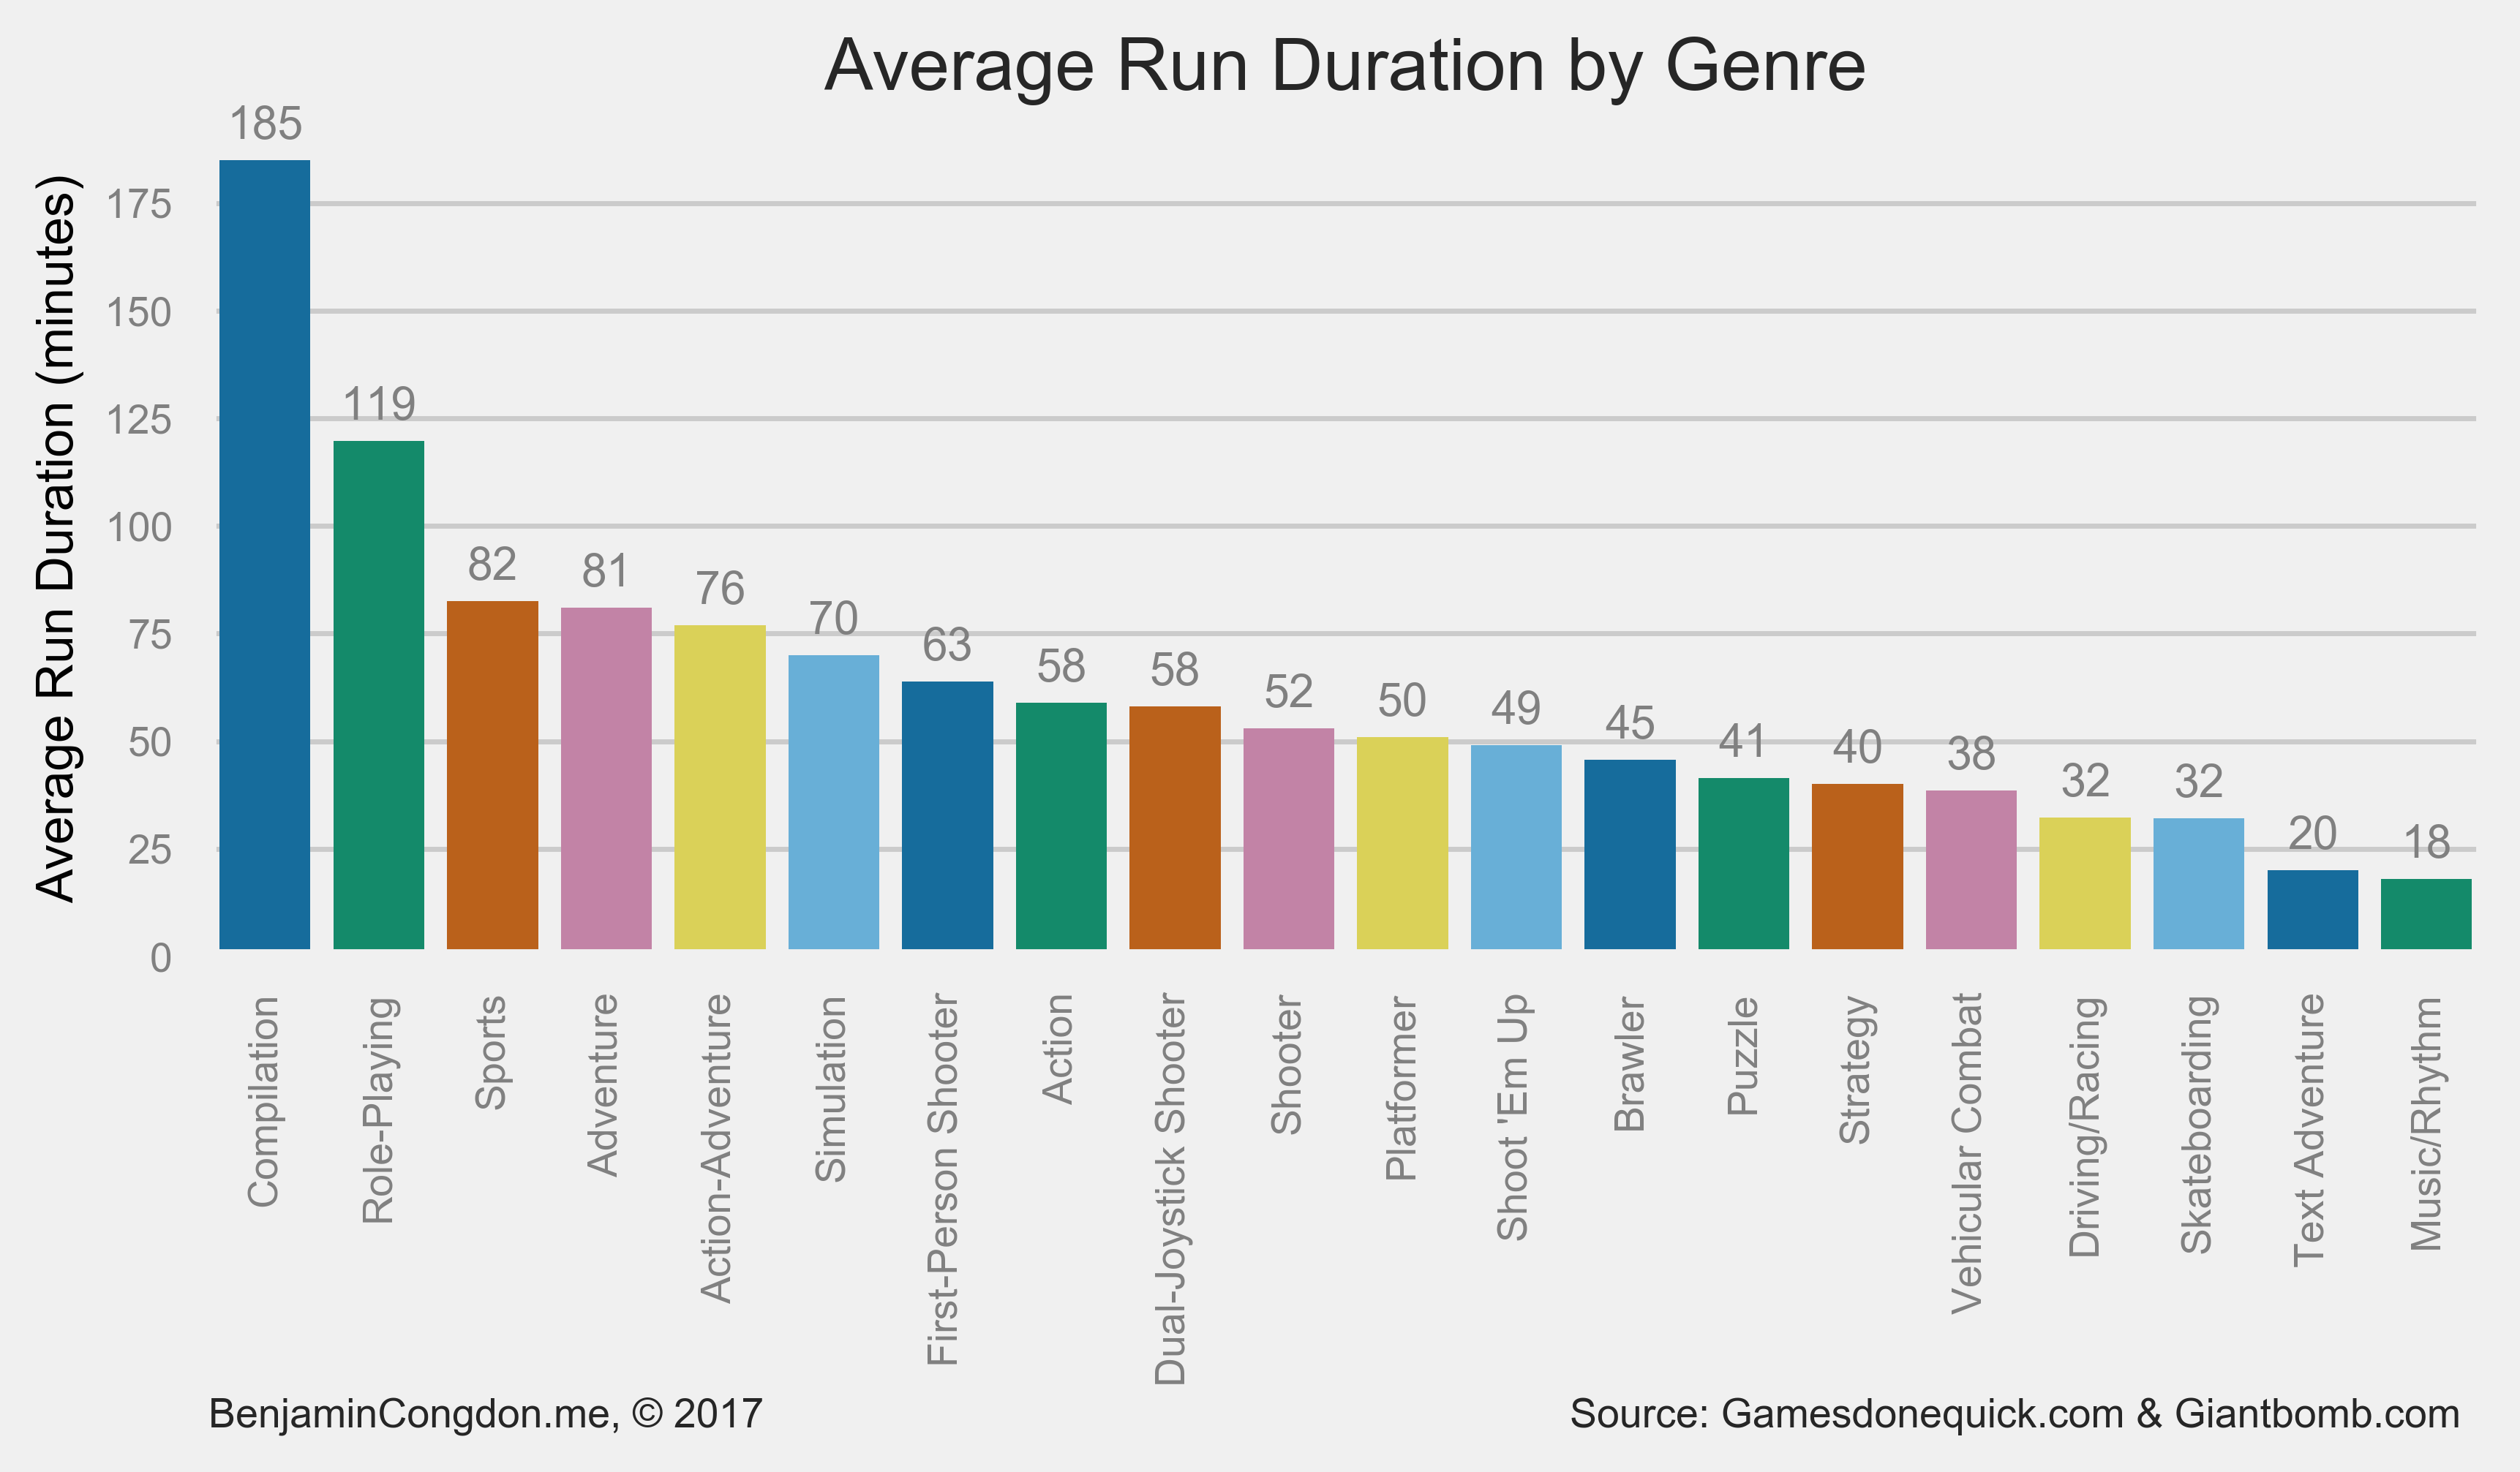 Average Run Duration by Genre
Average Run Duration (minutes)
175
150
125
100
75
50
25
0
185
119
82
81
76
70
63
58
58
52
50
49
45
41
40
38
32
32
20
18
Compilation
Role-Playing
Sports
Adventure
Action-Adventure
Simulation
First-Person Shooter
Action
Dual-Joystick Shooter
Shooter
Platformer
Shoot 'Em Up
Brawler
Puzzle
Strategy
Vehicular Combat
Driving/Racing
Skateboarding
Text Adventure
Music/Rhythm
BenjaminCongdon.me, © 2017
Source: Gamesdonequick.com & Giantbomb.com